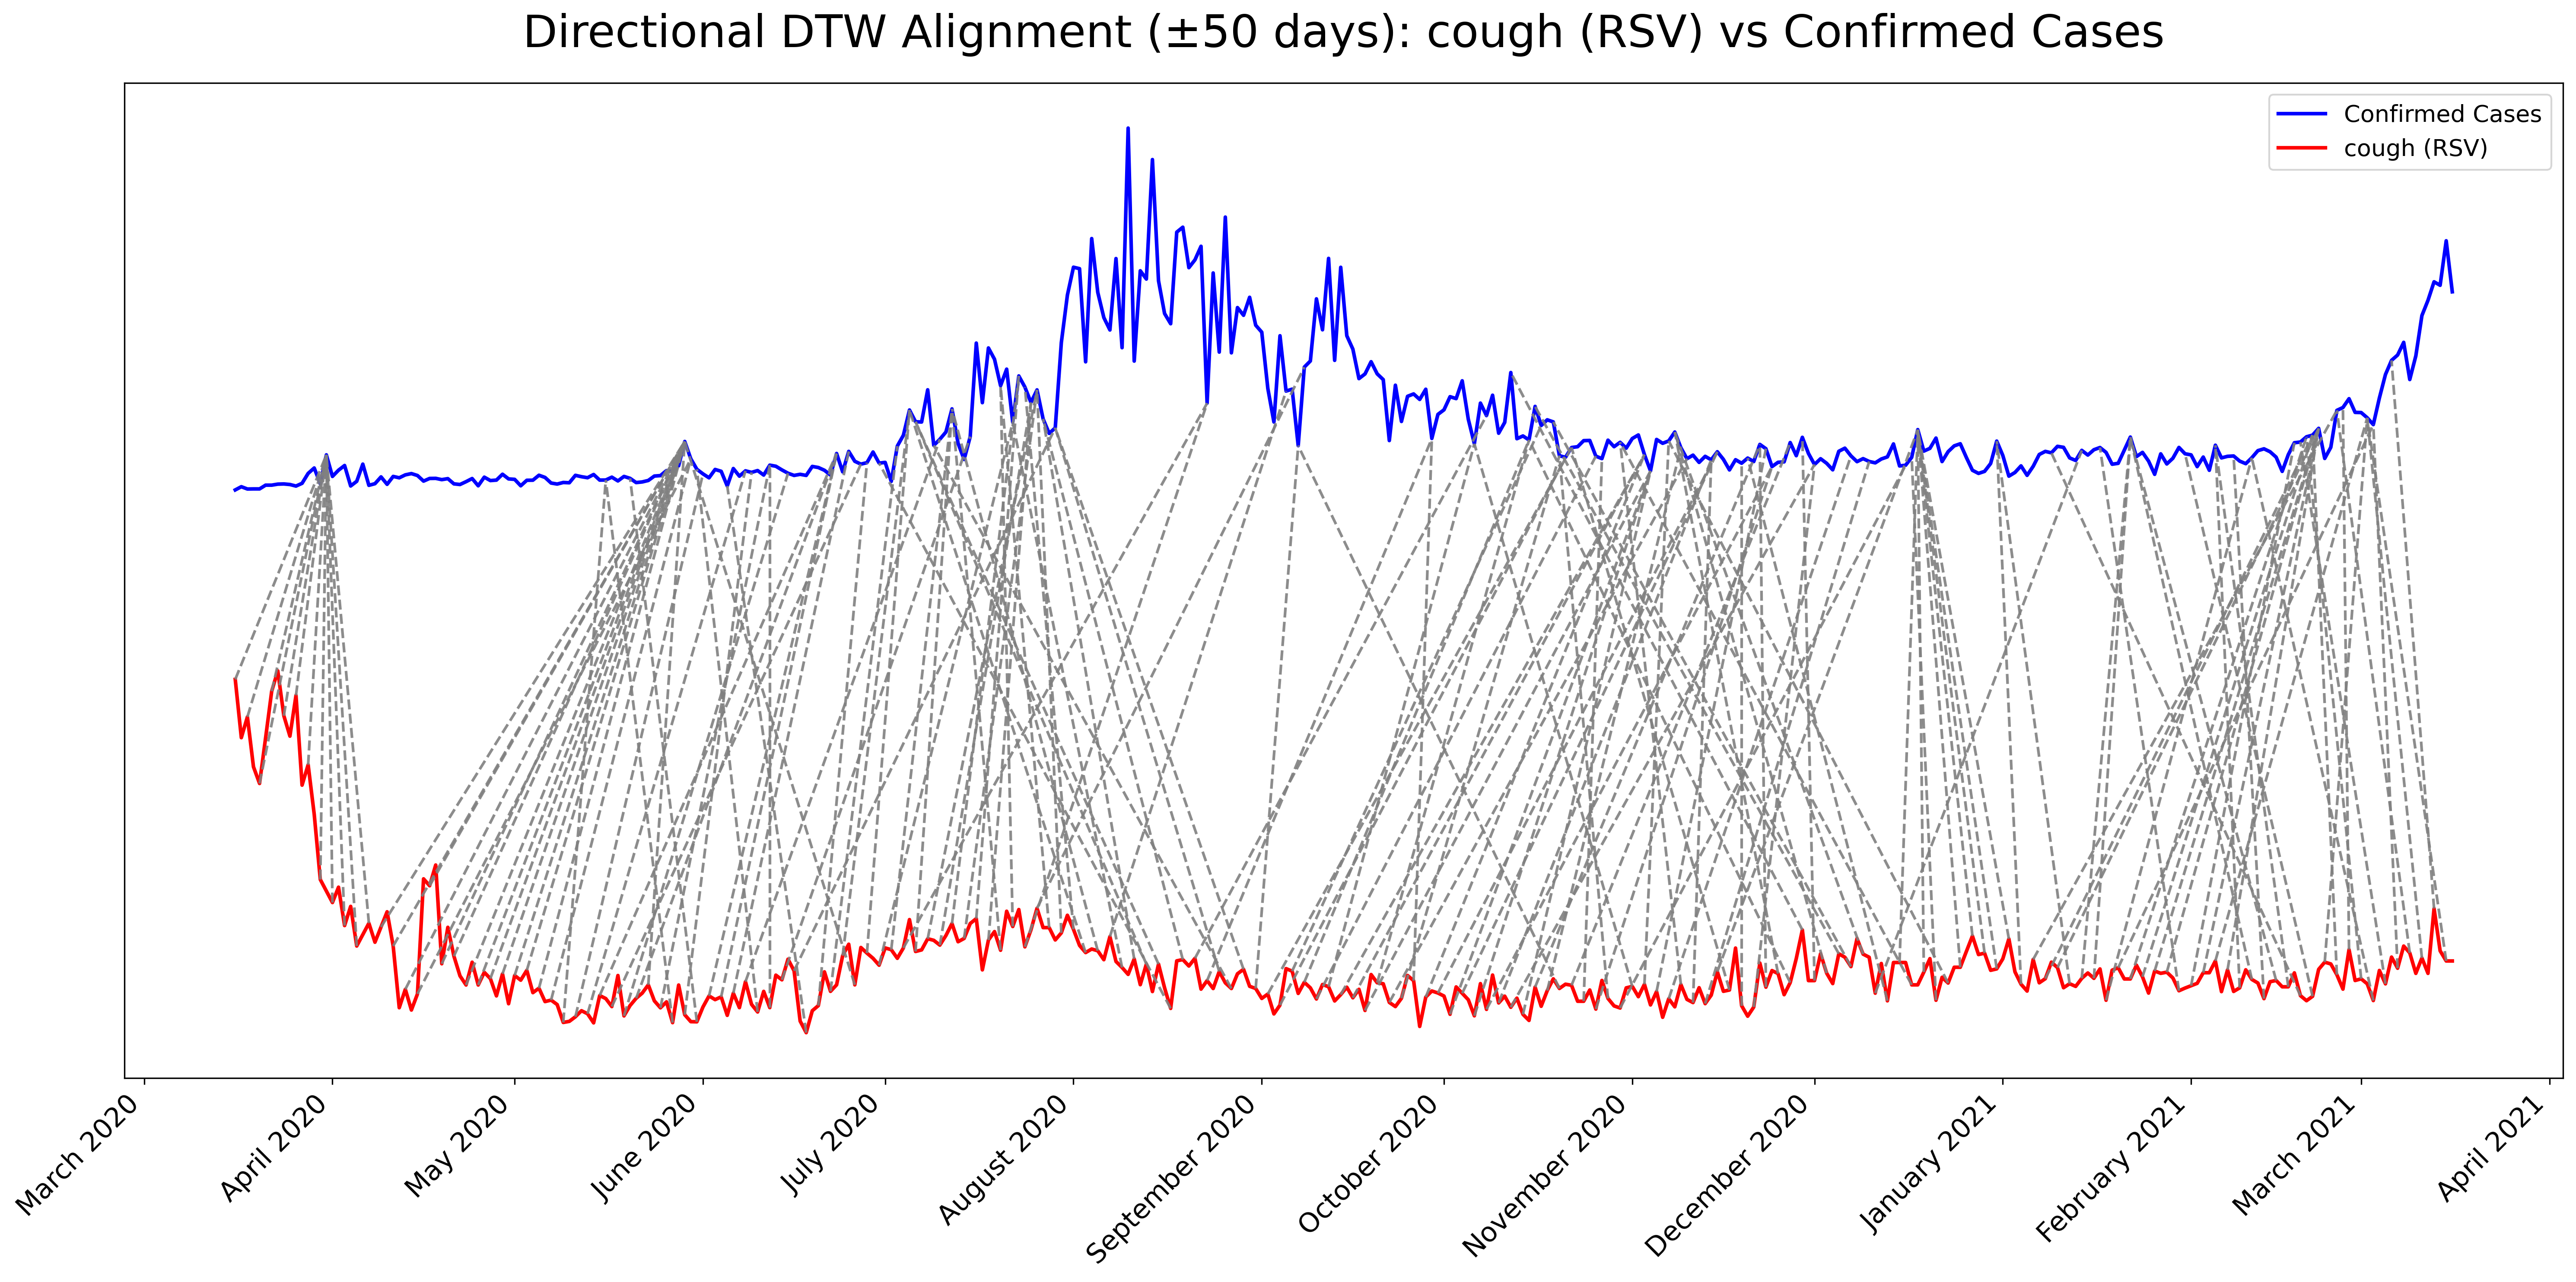 Directional DTW Alignment (±50 days): cough (RSV) vs Confirmed Cases
Confirmed Cases
cough (RSV)
March 2020
April 2020
May 2020
June 2020
July 2020
August 2020
September 2020
October 2020
November 2020
December 2020
January 2021
February 2021
March 2021
April 2021